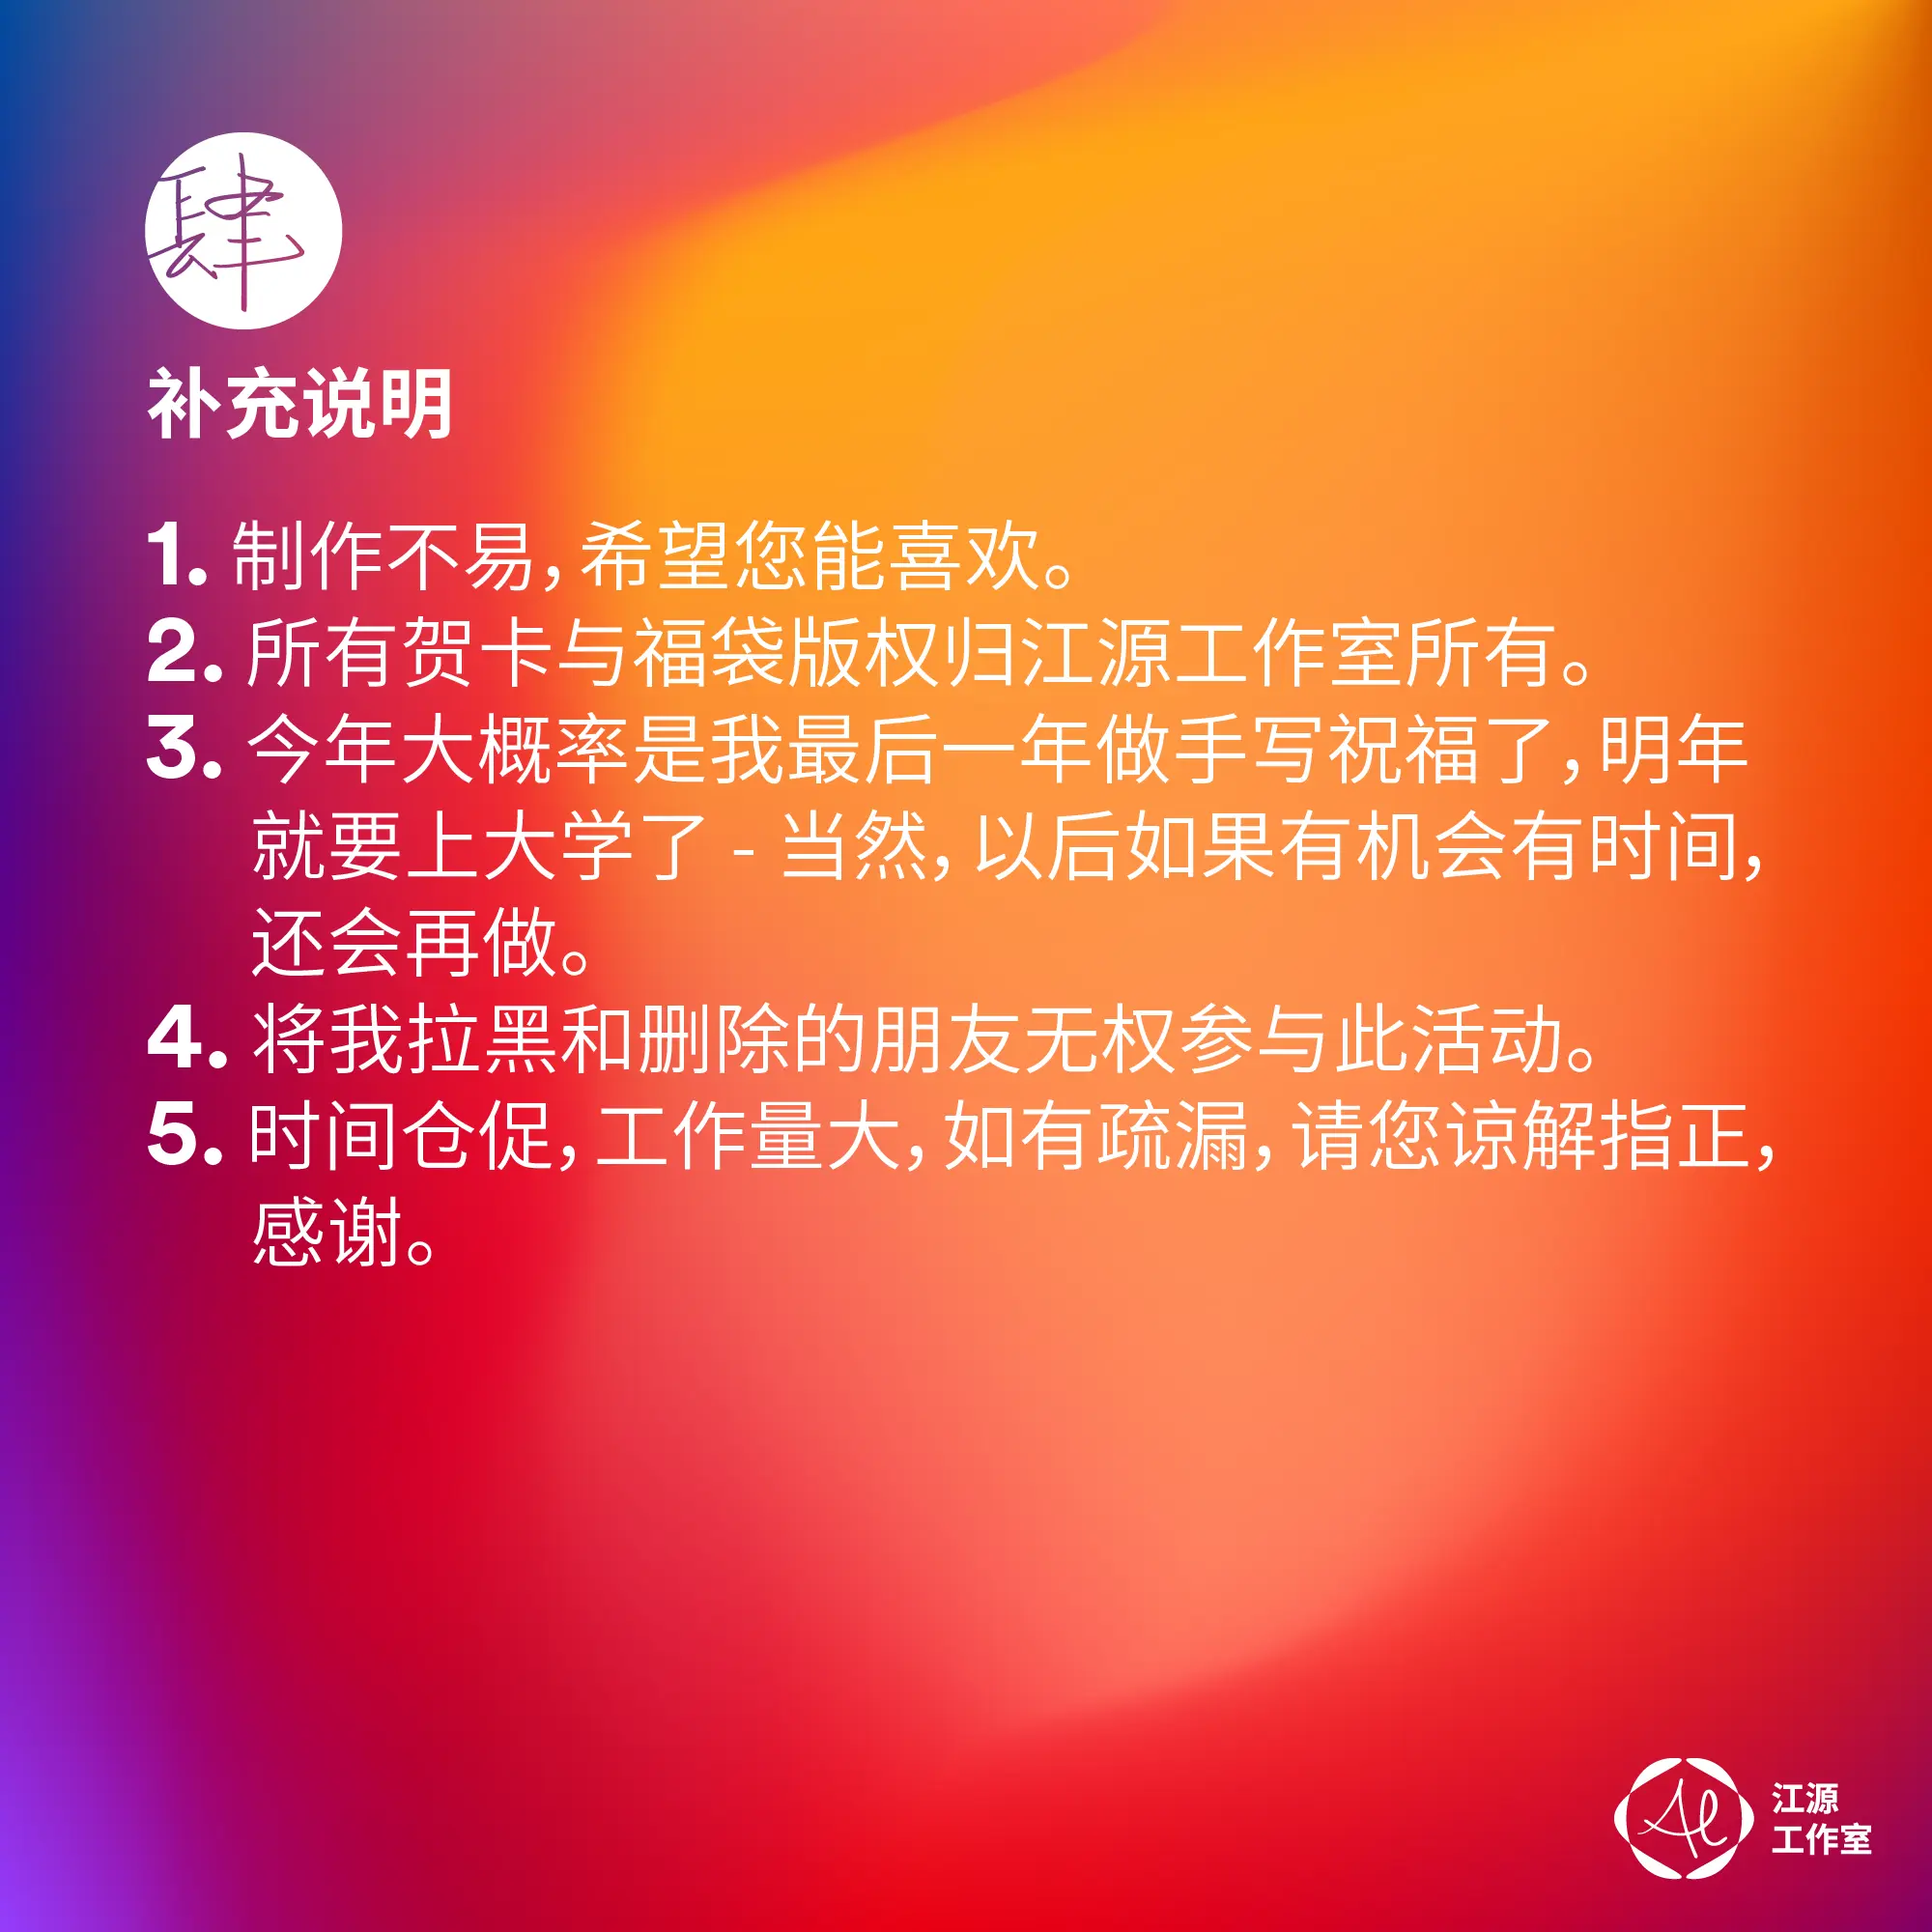 肆
补充说明
1. 制作不易，希望您能喜欢。
2. 所有贺卡与福袋版权归江源工作室所有。
3. 今年大概率是我最后一年做手写祝福了，明年
就要上大学了 - 当然，以后如果有机会有时间，
还会再做。
4. 将我拉黑和删除的朋友无权参与此活动。
5. 时间仓促，工作量大，如有疏漏，请您谅解指正，
感谢。
江源
工作室